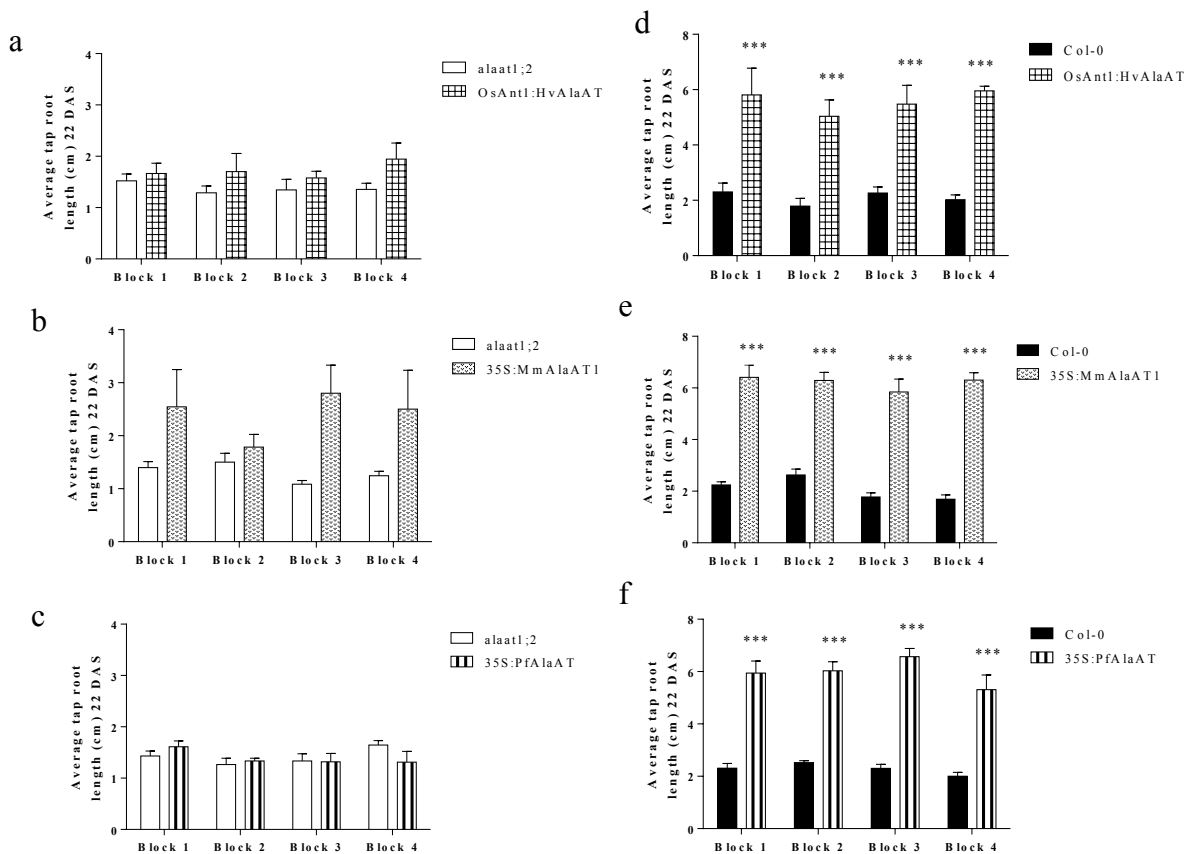 a
4
3
2
1
0
Average tap root
length (cm) 22 DAS
Block 1 Block 2 Block 3 Block 4
alaat1;2
OsAnt1:HvAlaAT
b
4
3
2
1
0
Average tap root
length (cm) 22 DAS
Block 1 Block 2 Block 3 Block 4
alaat1;2
35S:MmAlaAT1
c
4
3
2
1
0
Average tap root
length (cm) 22 DAS
Block 1 Block 2 Block 3 Block 4
alaat1;2
35S:PfAlaAT
d
8
6
4
2
0
Average tap root
length (cm) 22 DAS
*** *** *** ***
Block 1 Block 2 Block 3 Block 4
Col-0
OsAnt1:HvAlaAT
e
8
6
4
2
0
Average tap root
length (cm) 22 DAS
*** *** *** ***
Block 1 Block 2 Block 3 Block 4
Col-0
35S:MmAlaAT1
f
8
6
4
2
0
Average tap root
length (cm) 22 DAS
*** *** *** ***
Block 1 Block 2 Block 3 Block 4
Col-0
35S:PfAlaAT